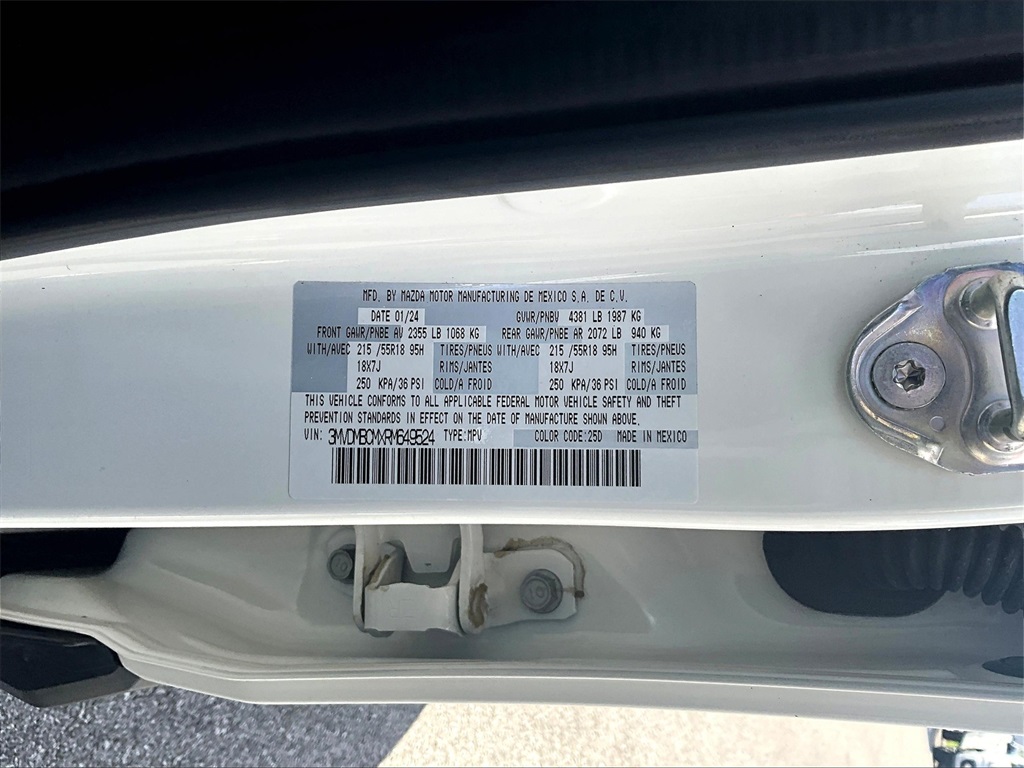 MFD. BY MAZDA MOTOR MANUFACTURING DE MEXICO S.A. DE C.V.
DATE 01/24 GVWR/PNBV 4381 LB 1987 KG
FRONT GAWR/PNBE AV 2355 LB 1068 KG REAR GAWR/PNBE AR 2072 LB 940 KG
WITH/AVEC 215 /55R18 95H TIRES/PNEUS WITH/AVEC 215 /55R18 95H TIRES/PNEUS
18X7J RIMS/JANTES 18X7J RIMS/JANTES
250 KPA/36 PSI COLD/A FROID 250 KPA/36 PSI COLD/A FROID
THIS VEHICLE CONFORMS TO ALL APPLICABLE FEDERAL MOTOR VEHICLE SAFETY AND THEFT
PREVENTION STANDARDS IN EFFECT ON THE DATE OF MANUFACTURE SHOWN ABOVE.
VIN: 3MVDMBCMXRM649524 TYPE:MPV COLOR CODE:25D MADE IN MEXICO